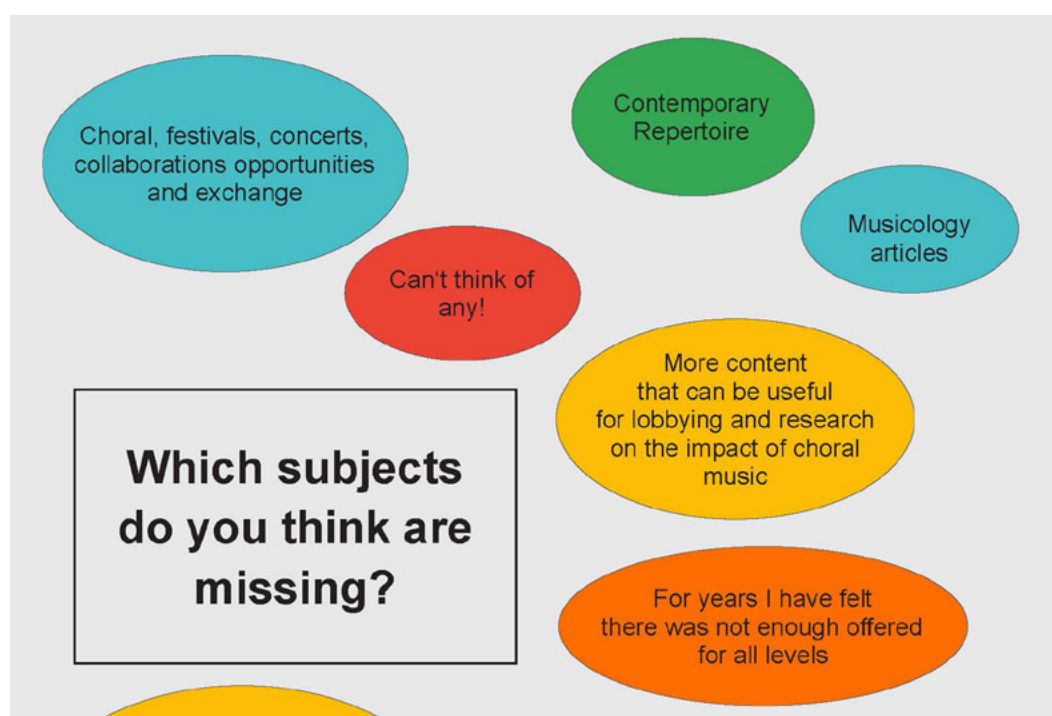 Choral, festivals, concerts,
collaborations opportunities
and exchange
Contemporary
Repertoire
Musicology
articles
Can't think of
any!
More content
that can be useful
for lobbying and research
on the impact of choral
music
Which subjects
do you think are
missing?
For years I have felt
there was not enough offered
for all levels